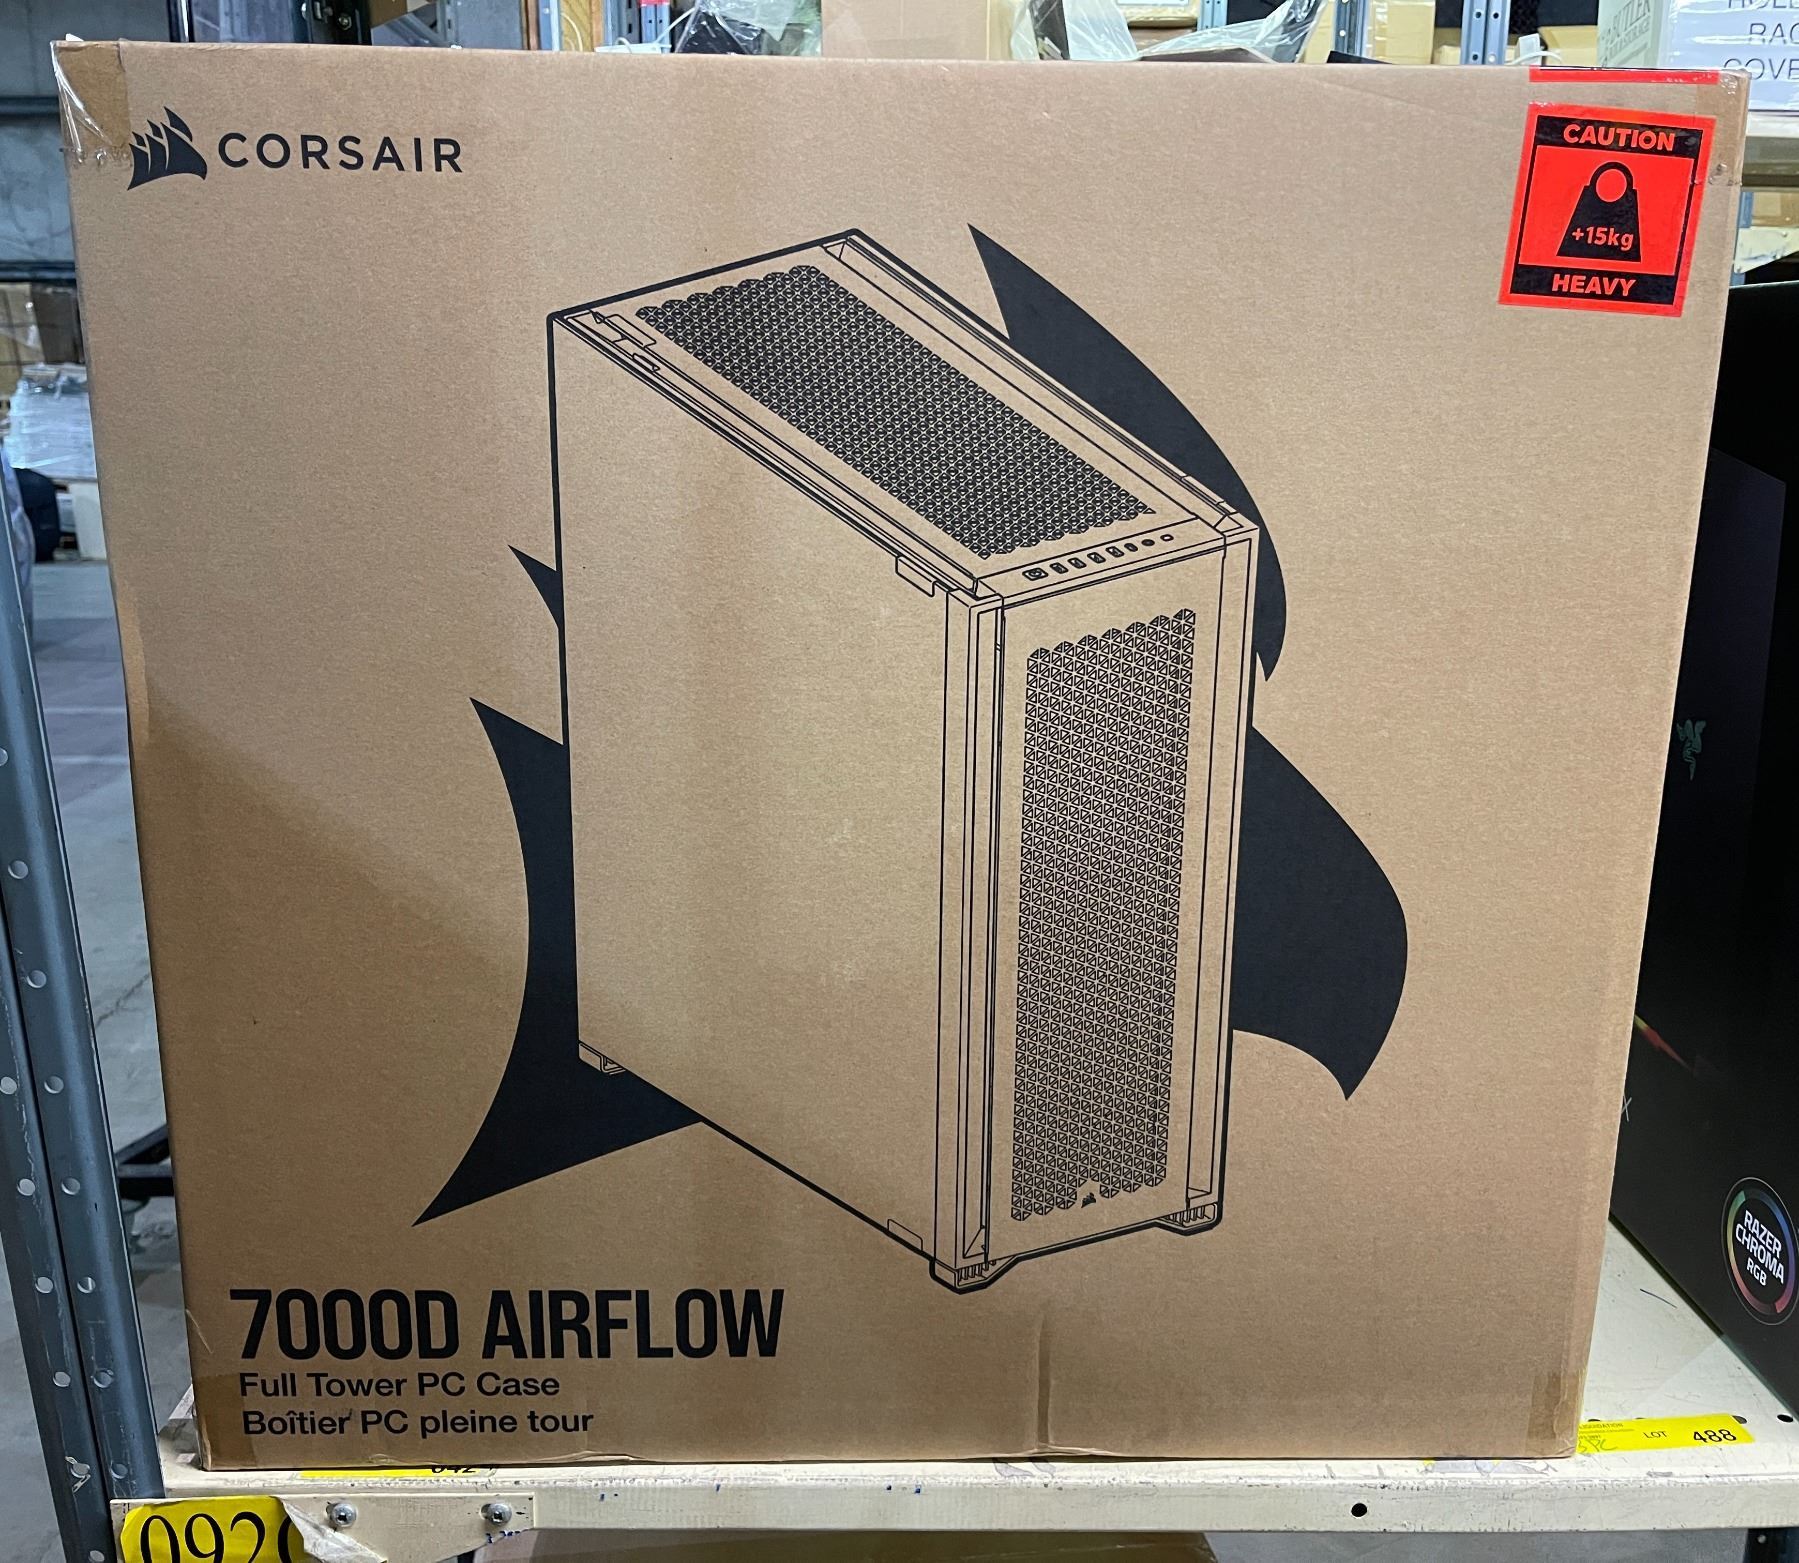 CORSAIR
CAUTION
+15kg
HEAVY
7000D AIRFLOW
Full Tower PC Case
Boîtier PC pleine tour
RAZER
CHROMA
RGB
LOT 488